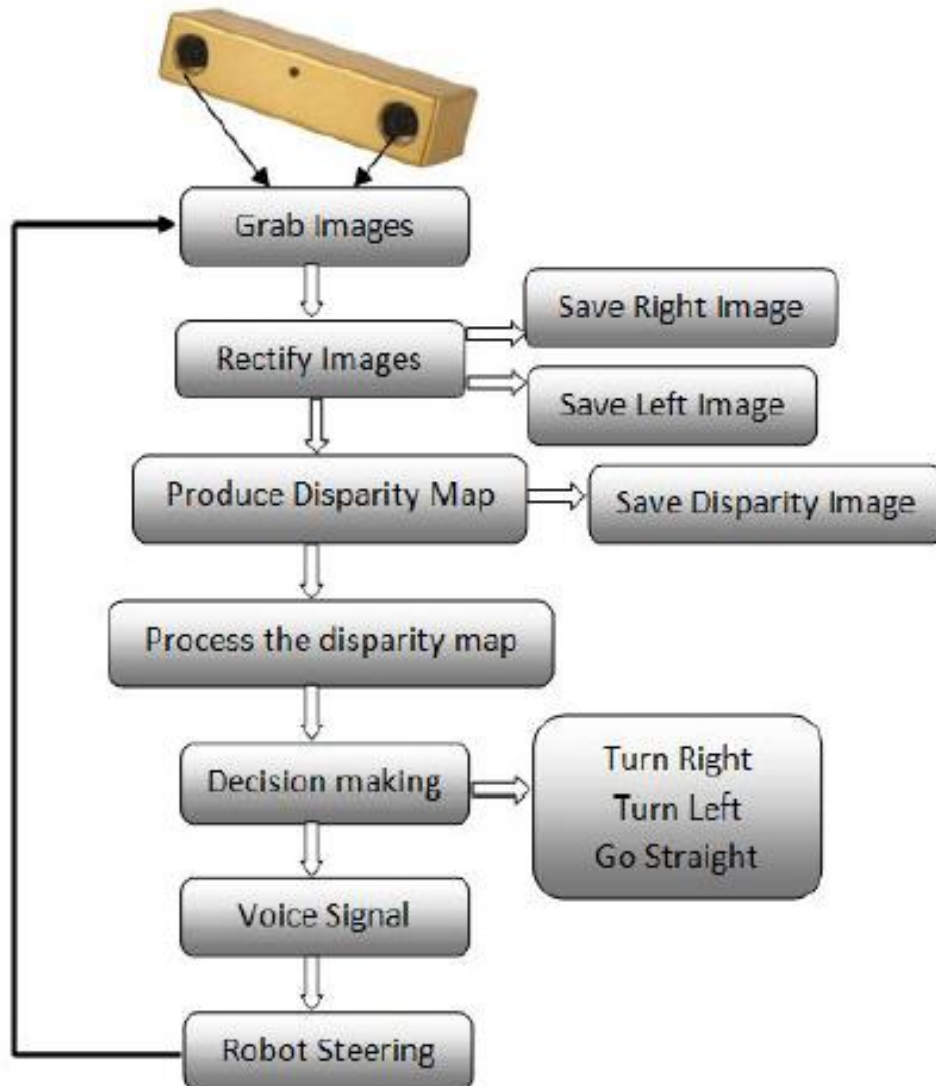 Grab Images
Save Right Image
Rectify Images
Save Left Image
Produce Disparity Map
Save Disparity Image
Process the disparity map
Decision making
Turn Right
Turn Left
Go Straight
Voice Signal
Robot Steering